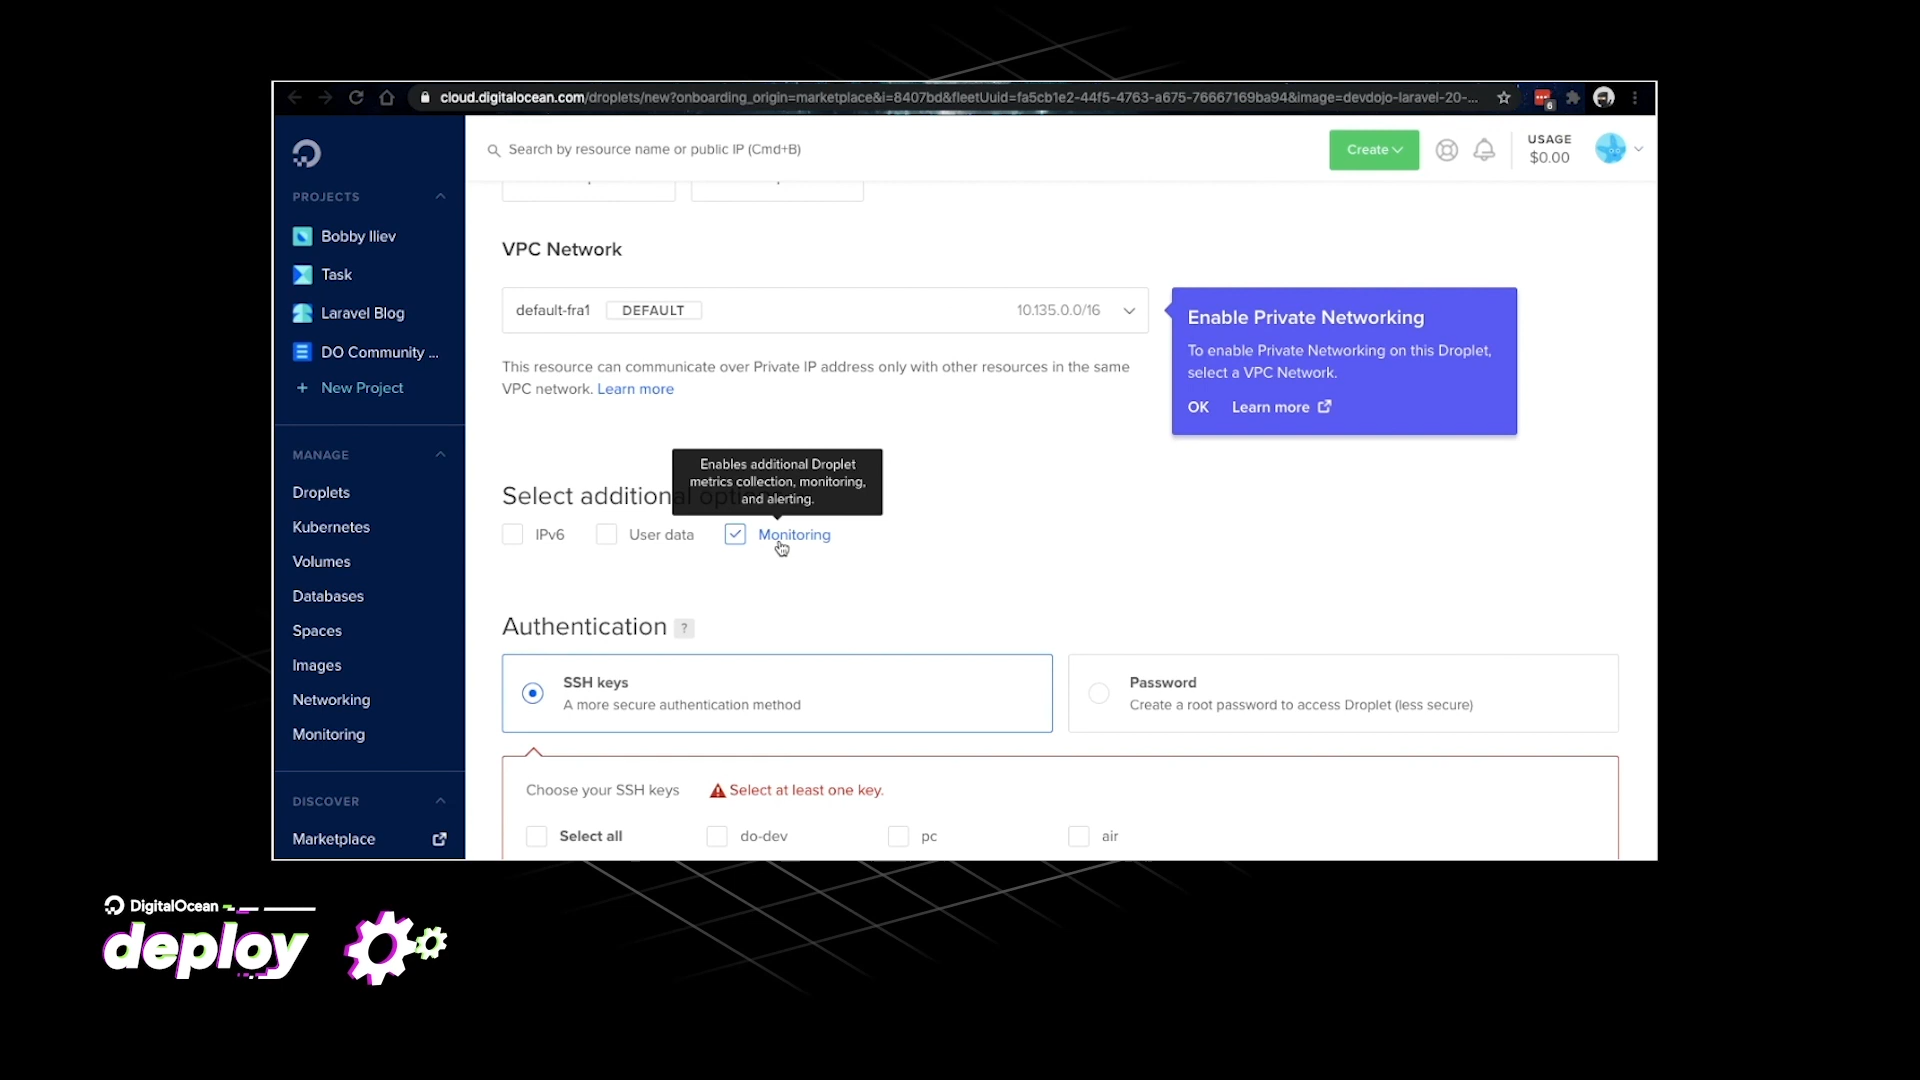 cloud.digitalocean.com/droplets/new?onboarding_origin=marketplace&i=8407bd&fleetUuid=fa5cb1e2-44f5-4763-a675-76667169ba94&image=devdojo-laravel-20-...
6
Search by resource name or public IP (Cmd+B)
Create
USAGE
$0.00
PROJECTS
Bobby Iliev
Task
Laravel Blog
DO Community ...
+ New Project
MANAGE
Droplets
Kubernetes
Volumes
Databases
Spaces
Images
Networking
Monitoring
DISCOVER
Marketplace
VPC Network
default-fra1 DEFAULT 10.135.0.0/16
This resource can communicate over Private IP address only with other resources in the same
VPC network. Learn more
Enable Private Networking
To enable Private Networking on this Droplet,
select a VPC Network.
OK Learn more
Enables additional Droplet
metrics collection, monitoring,
and alerting.
Select additional options
IPv6 User data Monitoring
Authentication ?
SSH keys
A more secure authentication method
Password
Create a root password to access Droplet (less secure)
Choose your SSH keys Select at least one key.
Select all do-dev pc air
DigitalOcean
deploy